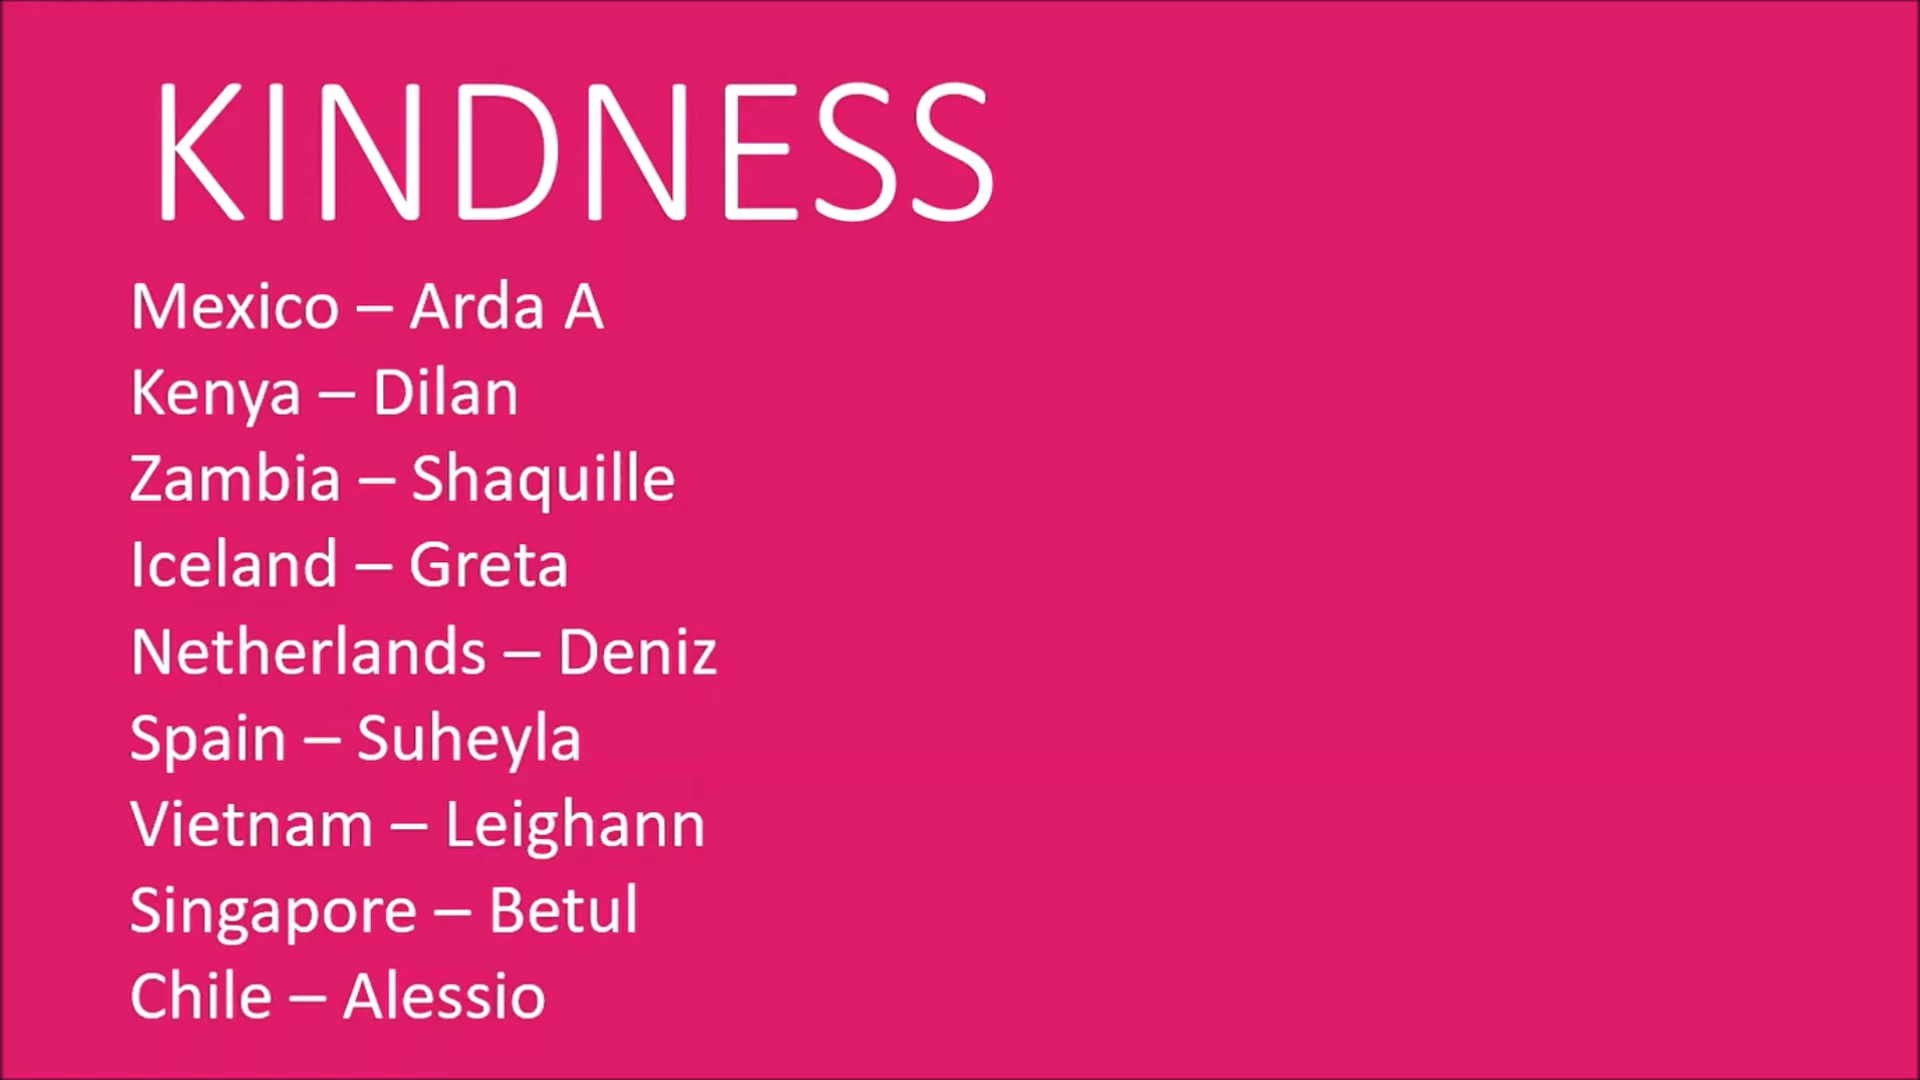 KINDNESS
Mexico – Arda A
Kenya – Dilan
Zambia – Shaquille
Iceland – Greta
Netherlands – Deniz
Spain – Suheyla
Vietnam – Leighann
Singapore – Betul
Chile – Alessio